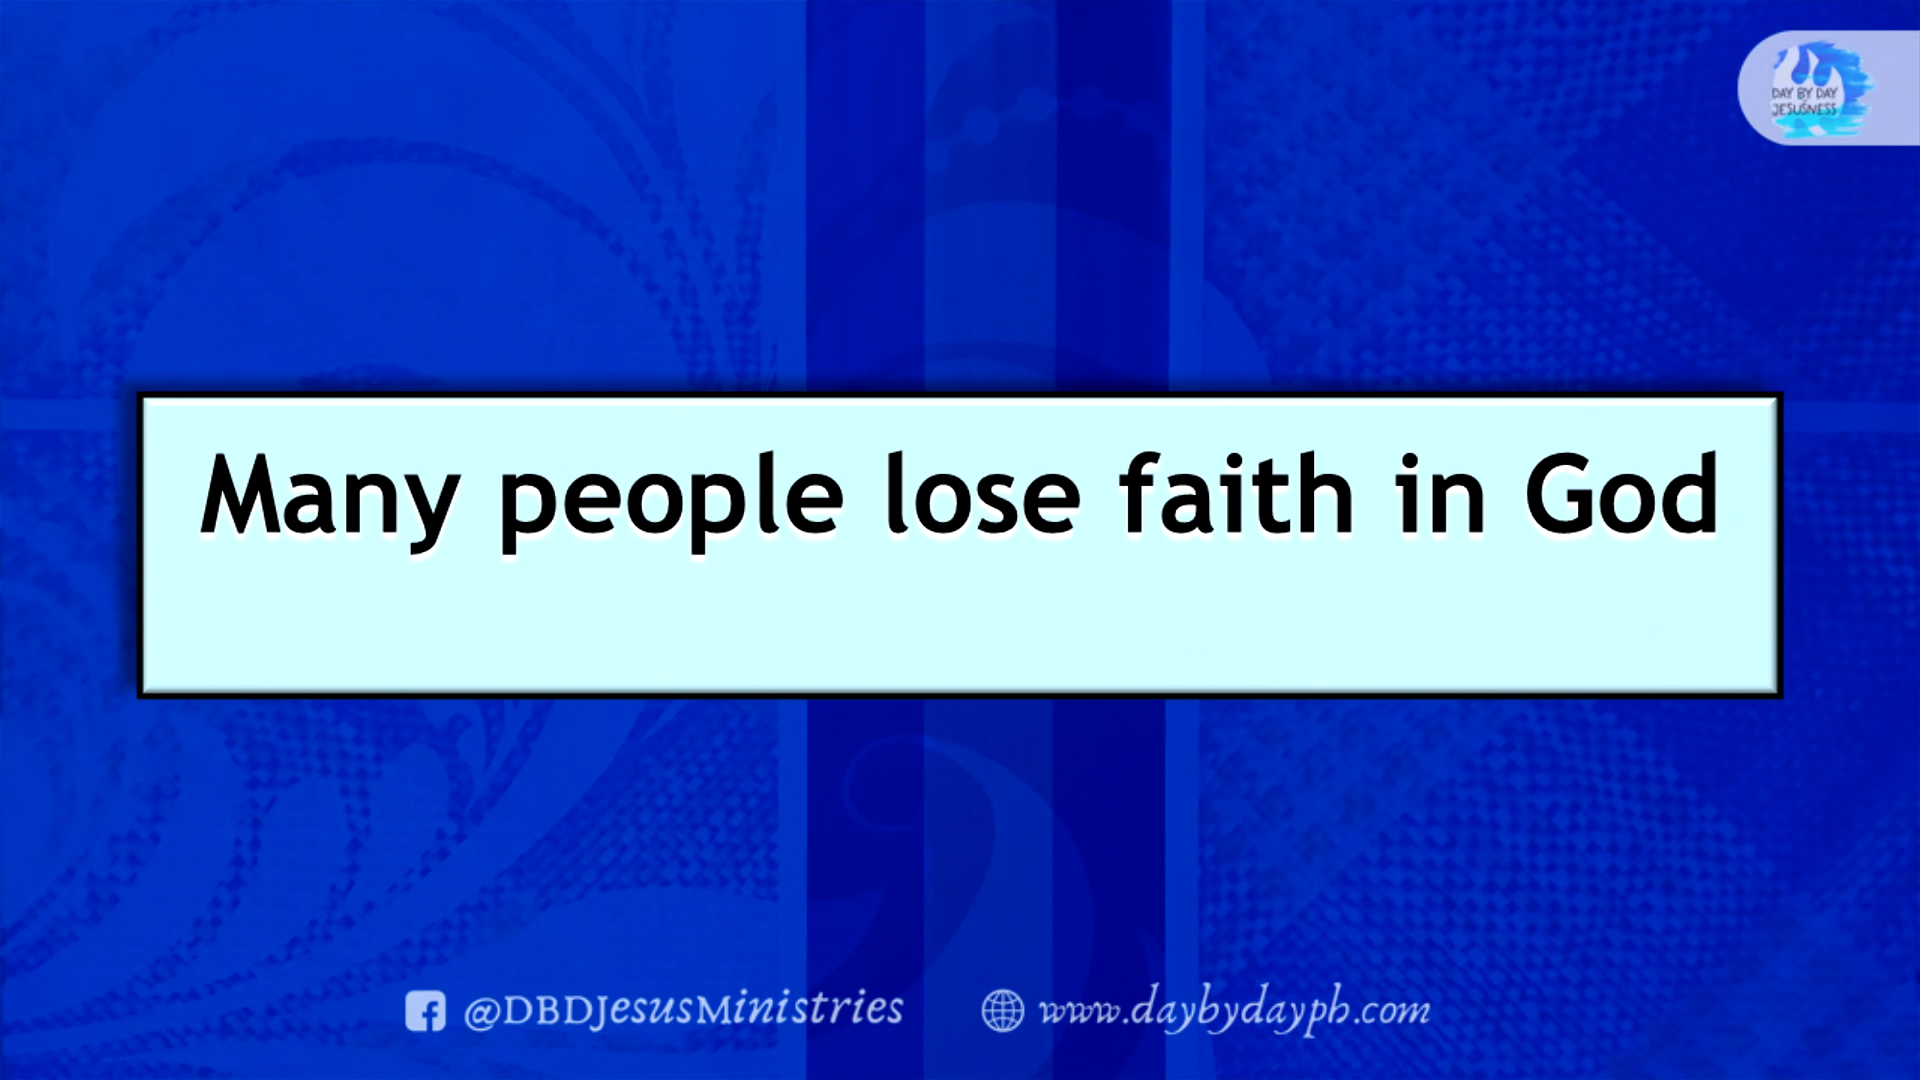 DAY BY DAY
JESUSNESS
Many people lose faith in God
@DBDJesusMinistries
www.daybydayph.com